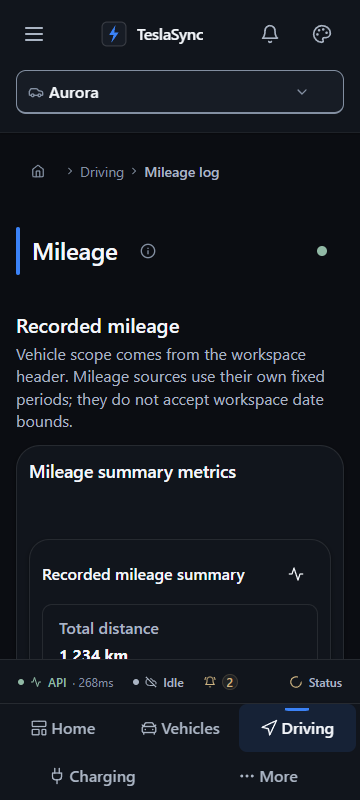 TeslaSync
Aurora
Driving
Mileage log
Mileage
Recorded mileage
Vehicle scope comes from the workspace
header. Mileage sources use their own fixed
periods; they do not accept workspace date
bounds.
Mileage summary metrics
Recorded mileage summary
Total distance
1,234 km
API · 268ms
Idle
2
Status
Home
Vehicles
Driving
Charging
More